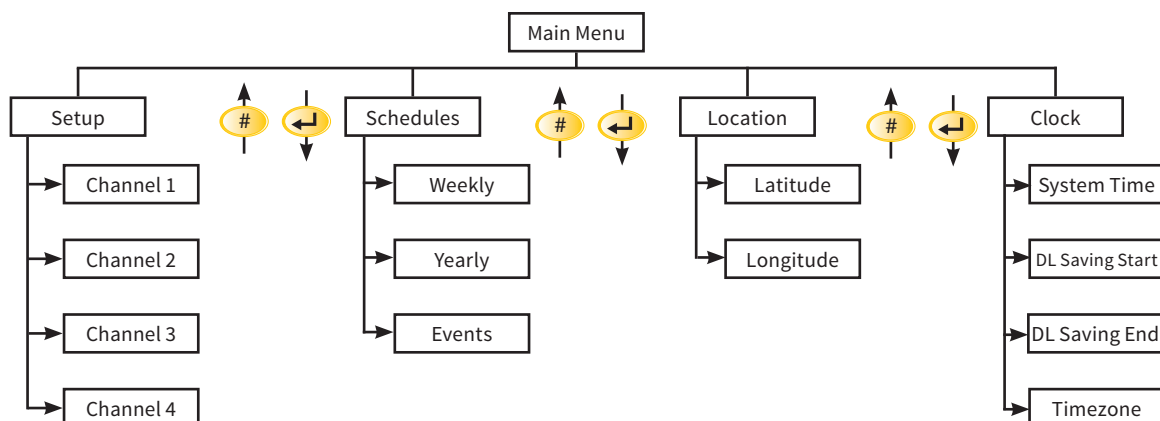 Main Menu
Setup
#
Schedules
#
Location
#
Clock
Channel 1
Weekly
Latitude
System Time
Channel 2
Yearly
Longitude
DL Saving Start
Channel 3
Events
DL Saving End
Channel 4
Timezone